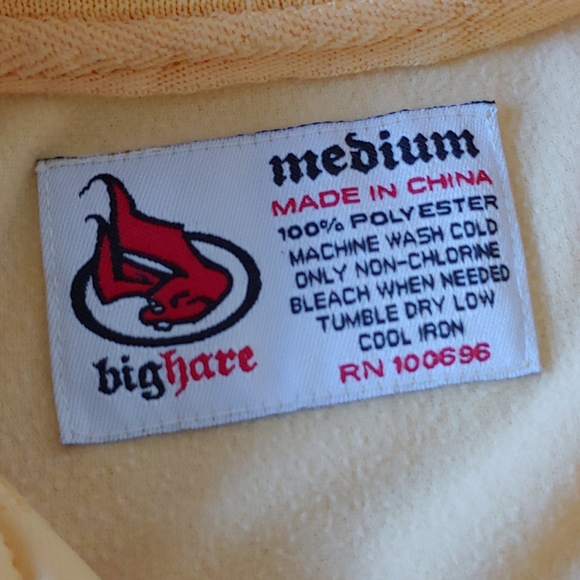 medium
MADE IN CHINA
100% POLYESTER
MACHINE WASH COLD
ONLY NON-CHLORINE
BLEACH WHEN NEEDED
TUMBLE DRY LOW
COOL IRON
RN 100696
bighare